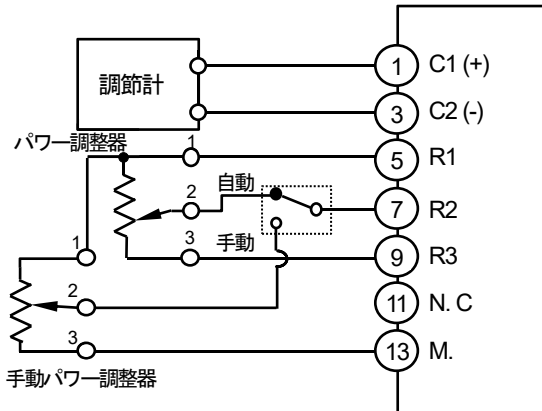 調節計
1 C1 (+)
3 C2 (-)
パワー調整器
1
5 R1
2
自動
7 R2
3
手動
9 R3
1
2
11 N. C
3
13 M.
手動パワー調整器